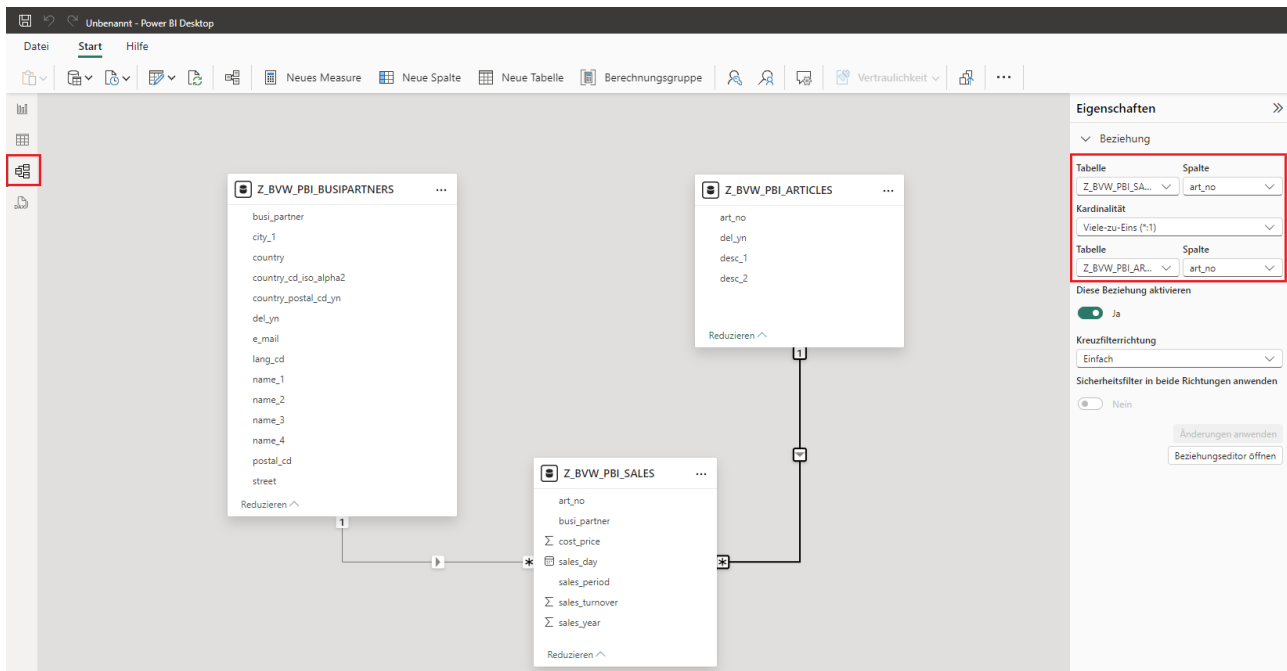 Unbenannt - Power BI Desktop
Datei Start Hilfe
Neues Measure Neue Spalte Neue Tabelle Berechnungsgruppe Vertraulichkeit ...
Z_BVW_PBI_BUSIPARTNERS ...
busi_partner
city_1
country
country_cd_iso_alpha2
country_postal_cd_yn
del_yn
e_mail
lang_cd
name_1
name_2
name_3
name_4
postal_cd
street
Reduzieren
1
Z_BVW_PBI_ARTICLES ...
art_no
del_yn
desc_1
desc_2
Reduzieren
1
Z_BVW_PBI_SALES ...
art_no
busi_partner
∑ cost_price
* sales_day *
sales_period
∑ sales_turnover
∑ sales_year
Reduzieren
Eigenschaften
Beziehung
Tabelle Spalte
Z_BVW_PBI_SA... art_no
Kardinalität
Viele-zu-Eins (*:1)
Tabelle Spalte
Z_BVW_PBI_AR... art_no
Diese Beziehung aktivieren
Ja
Kreuzfilterrichtung
Einfach
Sicherheitsfilter in beide Richtungen anwenden
Nein
Änderungen anwenden
Beziehungseditor öffnen